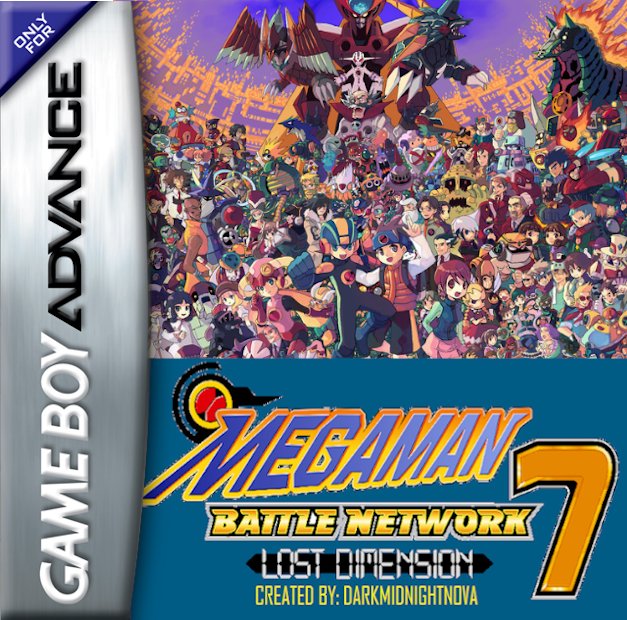 ONLY
FOR
GAME BOY ADVANCE
MEGAMAN
BATTLE NETWORK
7
LOST DIMENSION
CREATED BY: DARKMIDNIGHTNOVA